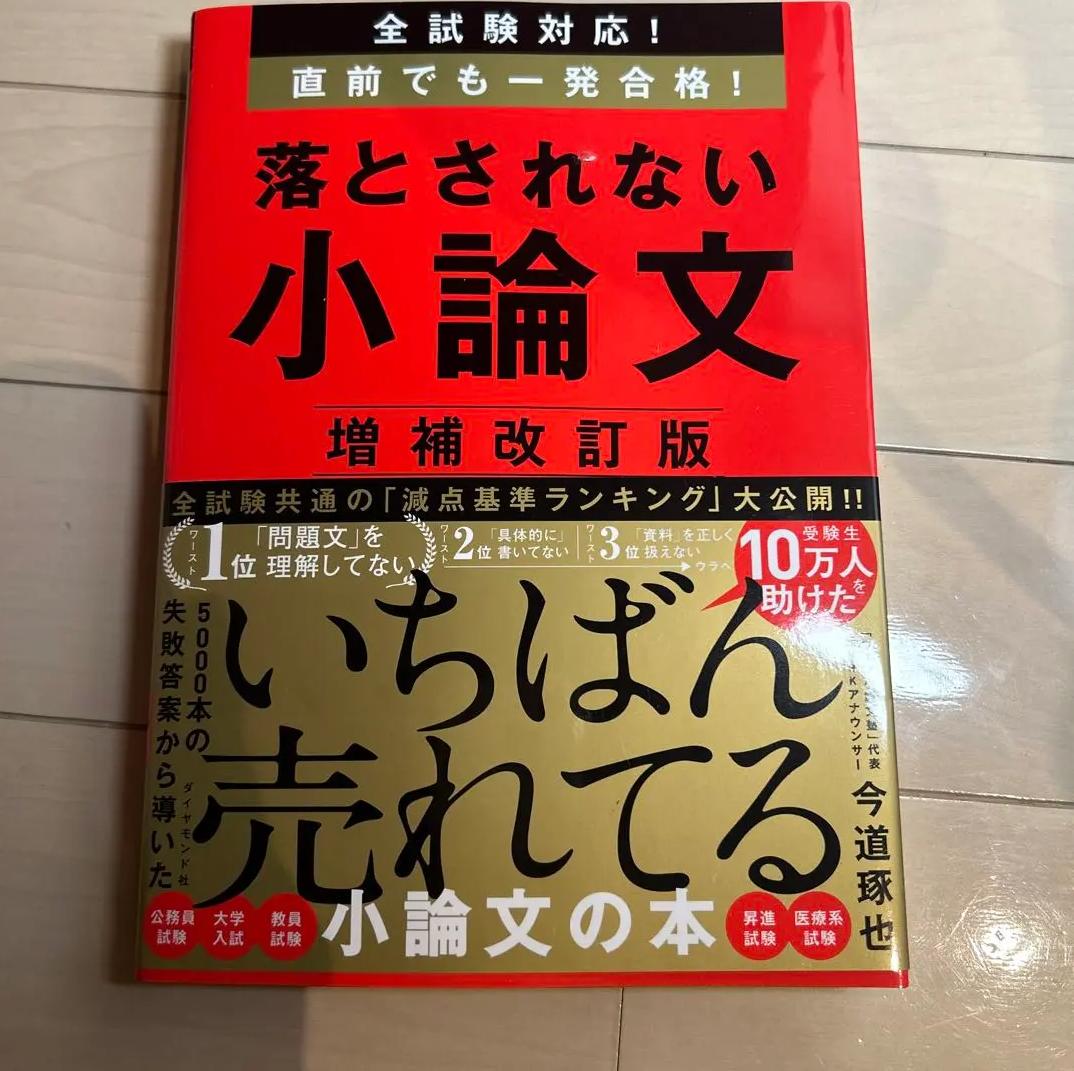 全試験対応!
直前でも一発合格!
落とされない
小論文
増補改訂版
全試験共通の「減点基準ランキング」大公開!!
ワースト1位 「問題文」を理解してない
ワースト2位 「具体的に」書いてない
ワースト3位 「資料」を正しく扱えない
ウラへ
受験生
10万人を
助けた
いちばん
売れてる
小論文の本
5000本の
失敗答案から導いた
ダイヤモンド社
代表
Kアナウンサー
今道琢也
公務員試験
大学入試
教員試験
昇進試験
医療系試験